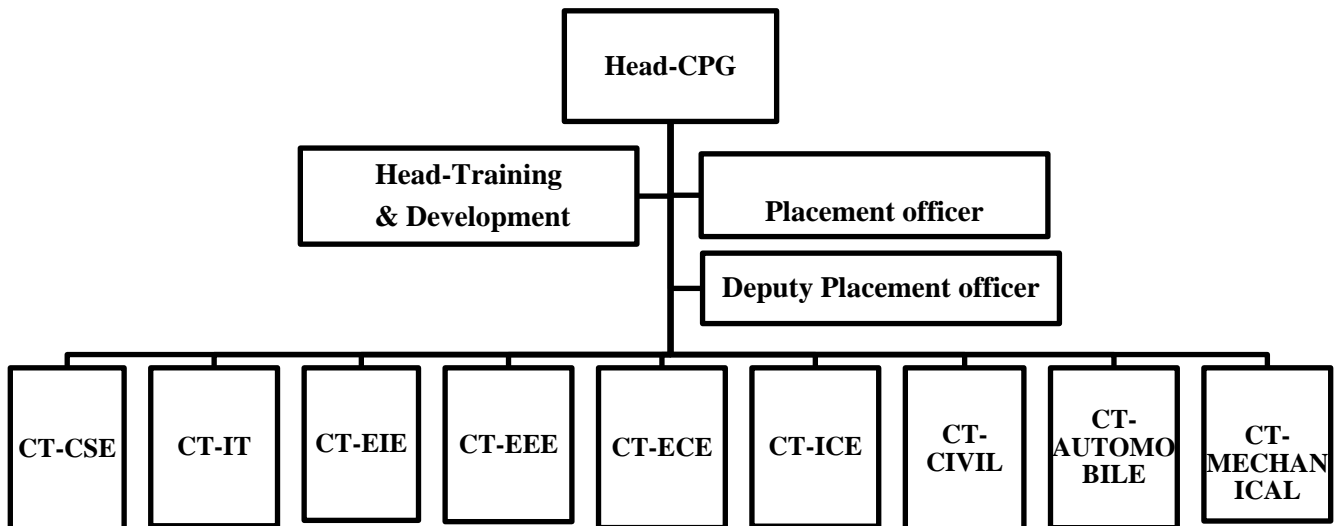 Head-CPG
Head-Training
& Development
Placement officer
Deputy Placement officer
CT-CSE
CT-IT
CT-EIE
CT-EEE
CT-ECE
CT-ICE
CT-
CIVIL
CT-
AUTOMO
BILE
CT-
MECHAN
ICAL